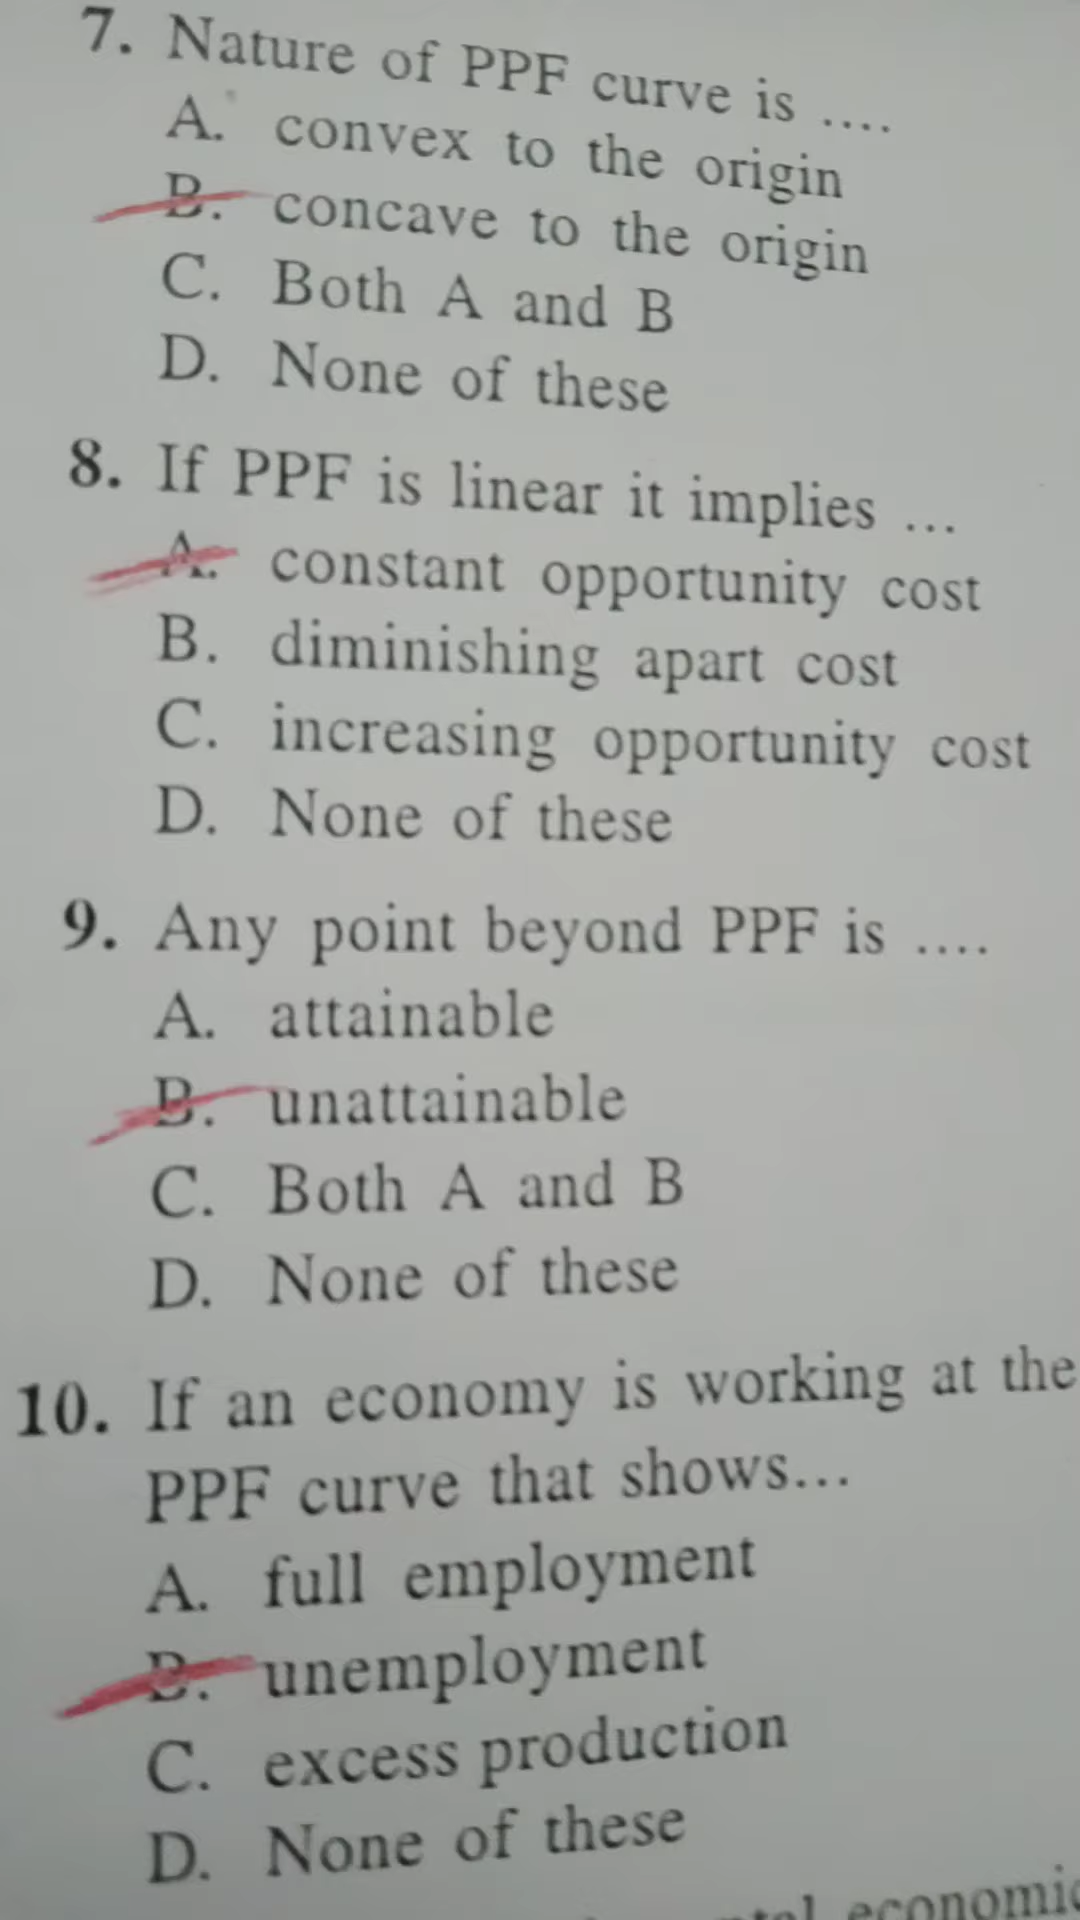 7. Nature of PPF curve is ....
A. convex to the origin
B. concave to the origin
C. Both A and B
D. None of these
8. If PPF is linear it implies ...
A. constant opportunity cost
B. diminishing apart cost
C. increasing opportunity cost
D. None of these
9. Any point beyond PPF is ....
A. attainable
B. unattainable
C. Both A and B
D. None of these
10. If an economy is working at the
PPF curve that shows...
A. full employment
B. unemployment
C. excess production
D. None of these